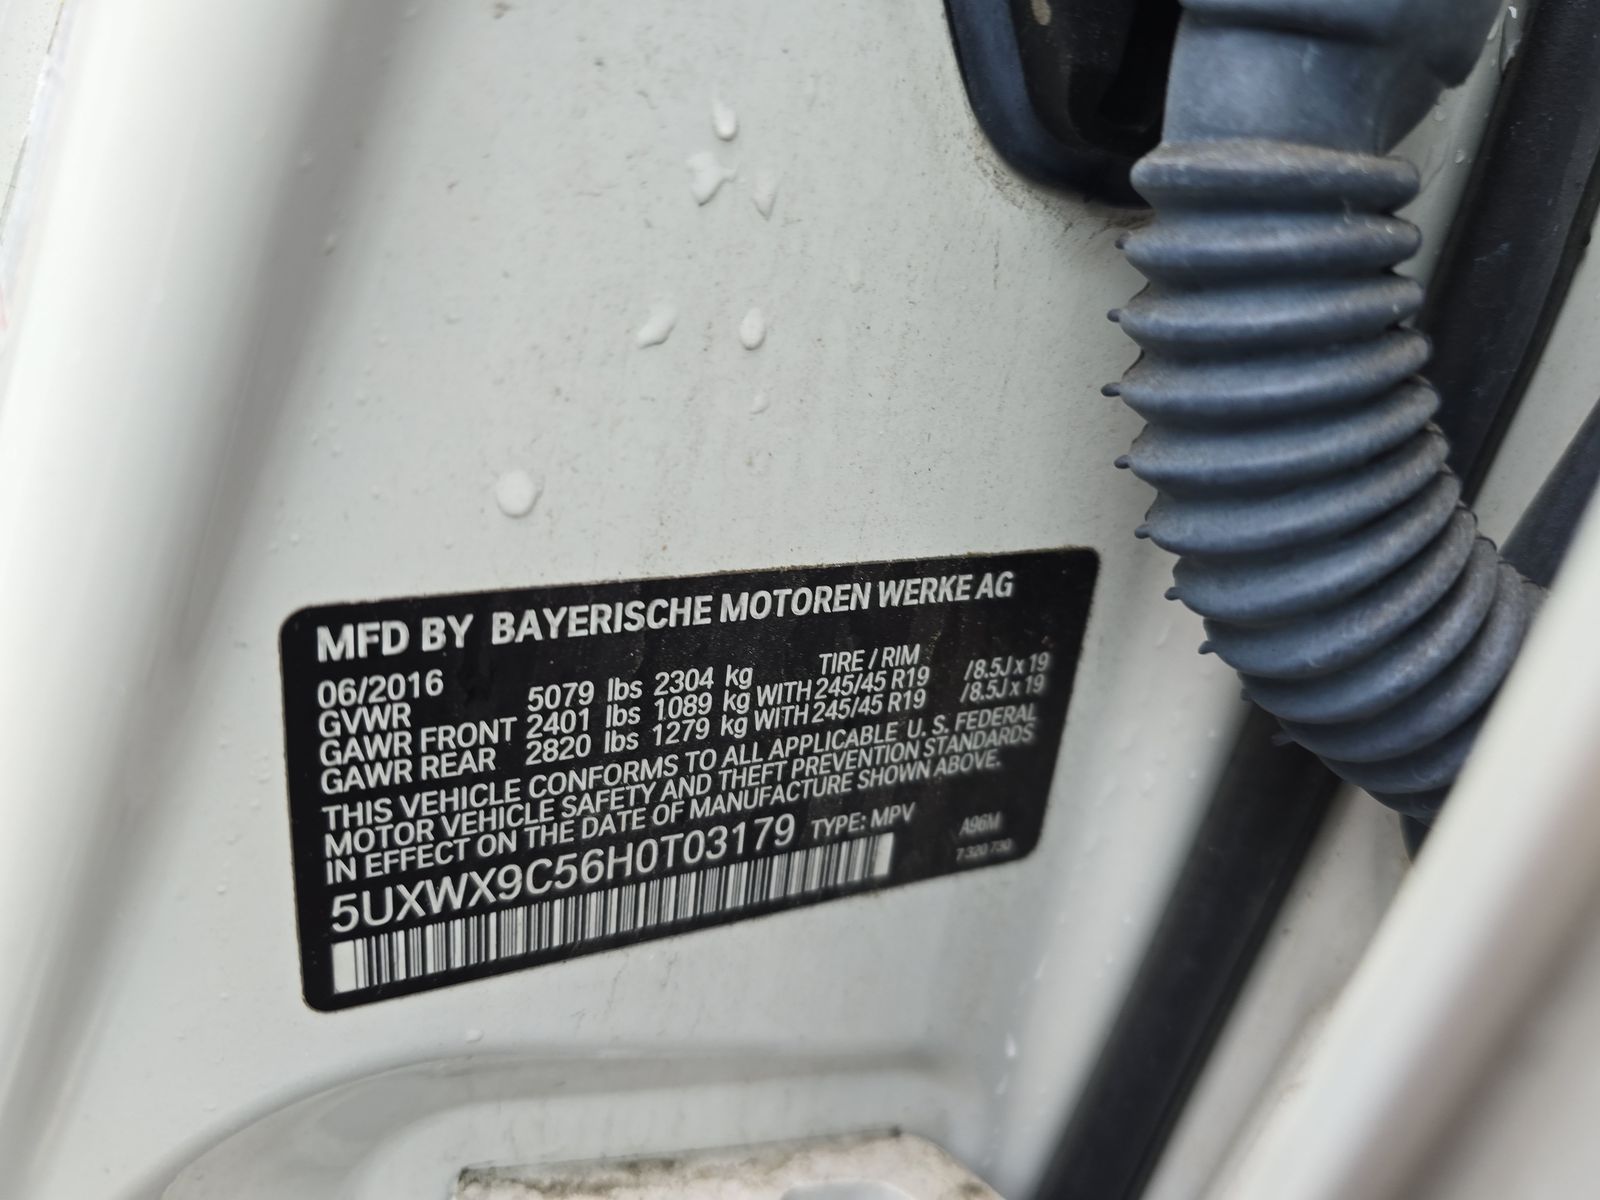 MFD BY BAYERISCHE MOTOREN WERKE AG
06/2016 TIRE / RIM
GVWR 5079 lbs 2304 kg
GAWR FRONT 2401 lbs 1089 kg WITH 245/45 R19 /8.5J x 19
GAWR REAR 2820 lbs 1279 kg WITH 245/45 R19 /8.5J x 19
THIS VEHICLE CONFORMS TO ALL APPLICABLE U. S. FEDERAL
MOTOR VEHICLE SAFETY AND THEFT PREVENTION STANDARDS
IN EFFECT ON THE DATE OF MANUFACTURE SHOWN ABOVE.
5UXWX9C56H0T03179 TYPE: MPV A96M
7 320 730